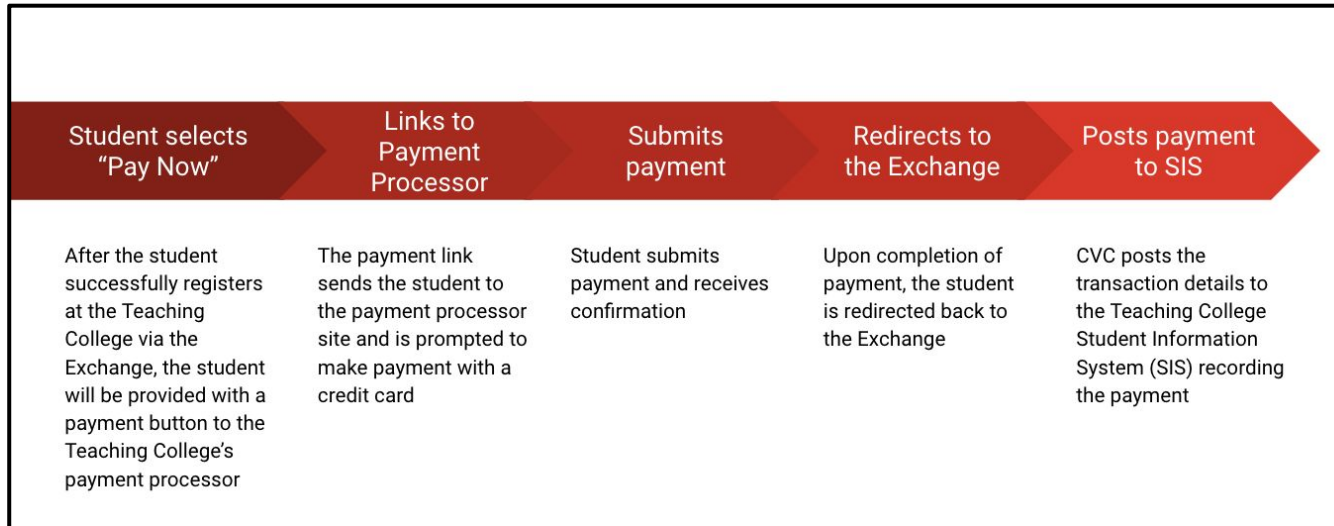 Student selects
“Pay Now”
Links to
Payment
Processor
Submits
payment
Redirects to
the Exchange
Posts payment
to SIS
After the student
successfully registers
at the Teaching
College via the
Exchange, the student
will be provided with a
payment button to the
Teaching College’s
payment processor
The payment link
sends the student to
the payment processor
site and is prompted to
make payment with a
credit card
Student submits
payment and receives
confirmation
Upon completion of
payment, the student
is redirected back to
the Exchange
CVC posts the
transaction details to
the Teaching College
Student Information
System (SIS) recording
the payment